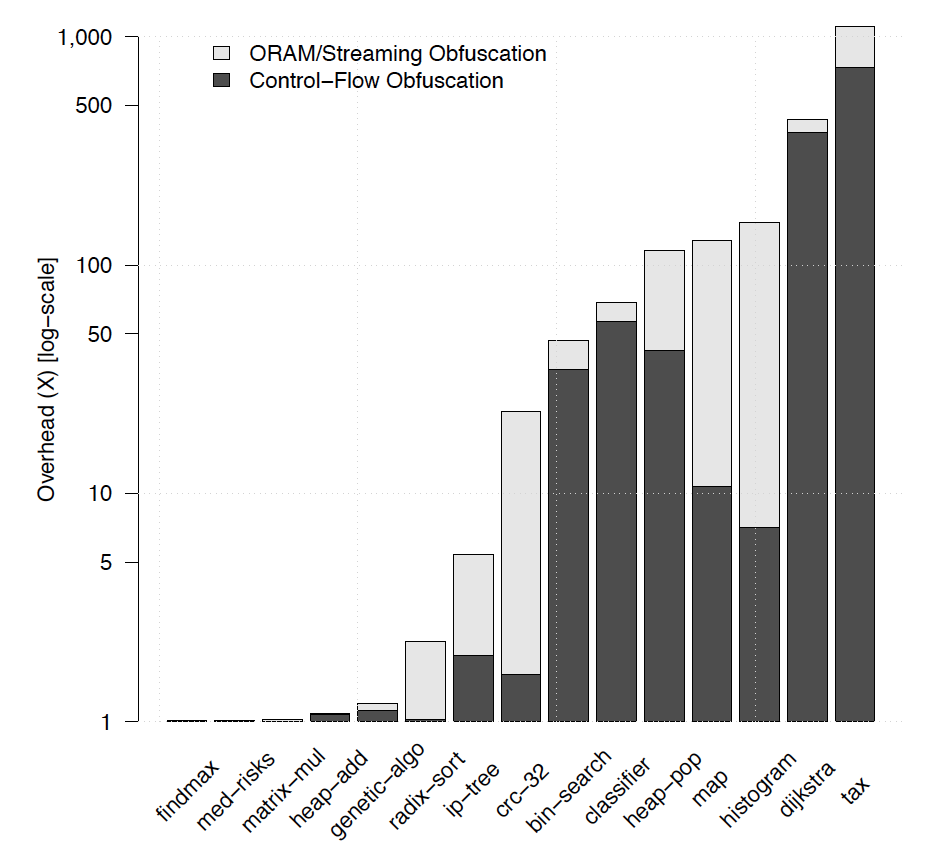 1,000
500
100
50
10
5
1
Overhead (X) [log−scale]
ORAM/Streaming Obfuscation
Control−Flow Obfuscation
findmax
med−risks
matrix−mul
heap−add
genetic−algo
radix−sort
ip−tree
crc−32
bin−search
classifier
heap−pop
map
histogram
dijkstra
tax